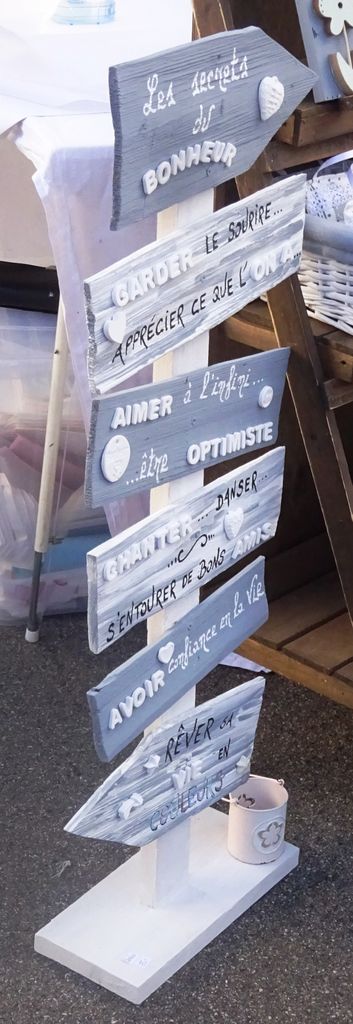 Les secrets
du
BONHEUR
GARDER LE SOURIRE...
APPRÉCIER CE QUE L'ON A...
AIMER à l'infini...
...être OPTIMISTE
CHANTER... DANSER...
S'ENTOURER DE BONS AMIS
AVOIR confiance en la Vie
RÊVER SA
VIE EN
COULEURS